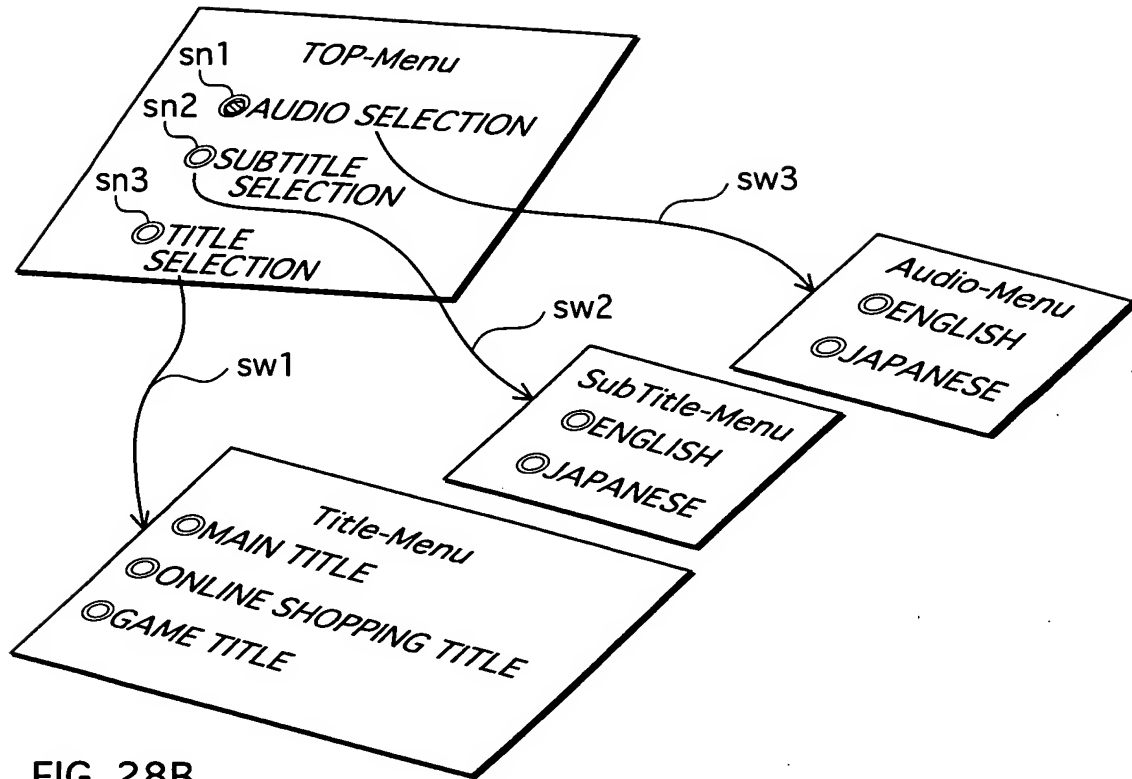 TOP-Menu
sn1
AUDIO SELECTION
sn2
SUBTITLE
SELECTION
sn3
TITLE
SELECTION
sw3
sw2
sw1
Audio-Menu
ENGLISH
JAPANESE
SubTitle-Menu
ENGLISH
JAPANESE
Title-Menu
MAIN TITLE
ONLINE SHOPPING TITLE
GAME TITLE
FIG. 28B